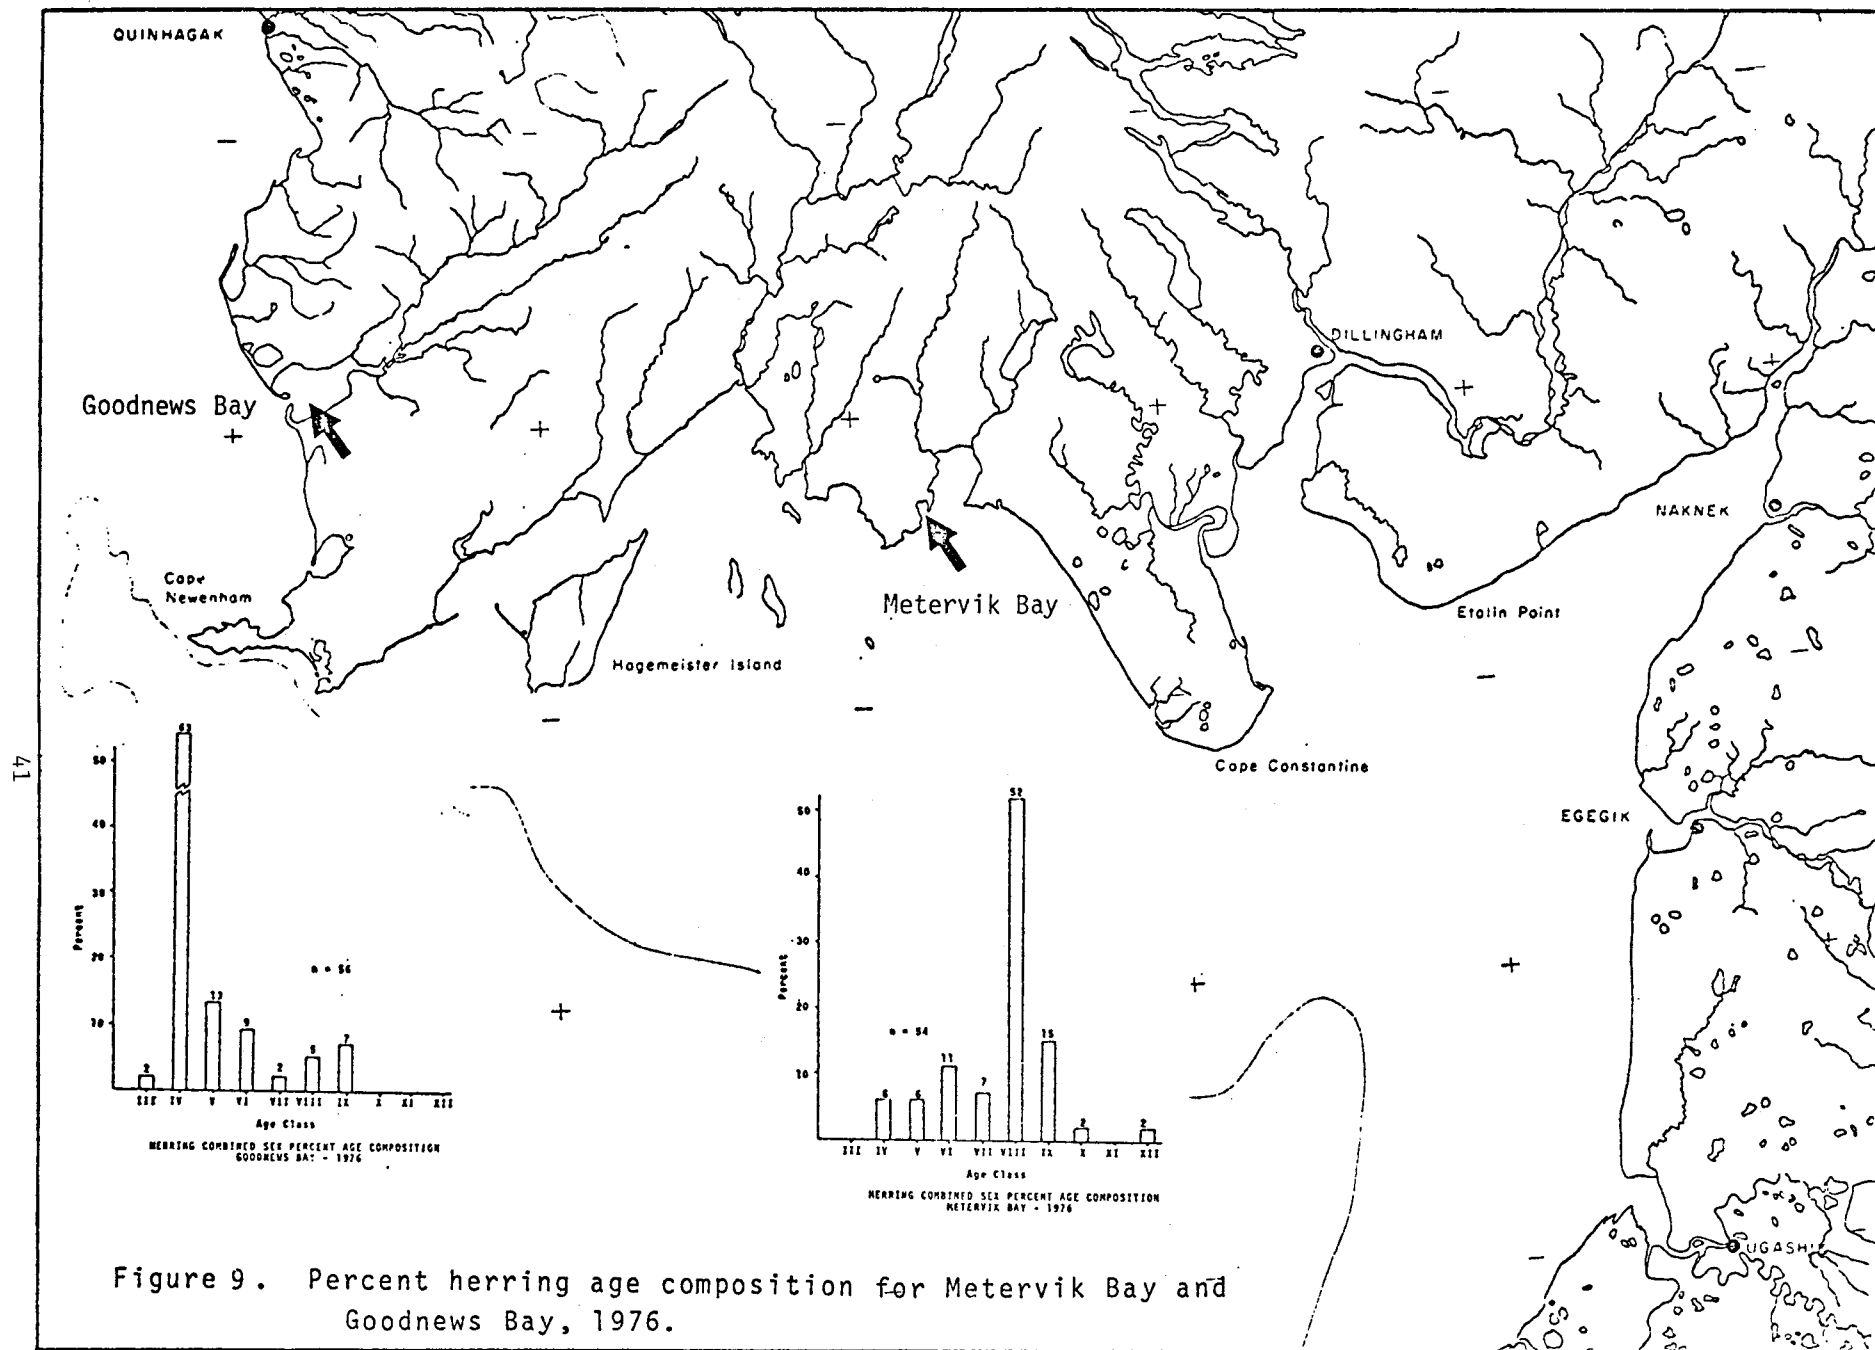 QUINHAGAK
DILLINGHAM
Goodnews Bay
NAKNEK
Cape
Newenham
Metervik Bay
Etolin Point
Hagemeister Island
Cape Constantine
EGEGIK
UGASHIK
41
63
50
40
30
20
10
Percent
n = 56
2
13
9
2
5
7
III IV V VI VII VIII IX X XI XII
Age Class
HERRING COMBINED SEX PERCENT AGE COMPOSITION
GOODNEWS BAY - 1976
52
50
40
30
20
10
Percent
n = 54
6
6
11
7
15
2
2
III IV V VI VII VIII IX X XI XII
Age Class
HERRING COMBINED SEX PERCENT AGE COMPOSITION
METERVIK BAY - 1976
Figure 9. Percent herring age composition for Metervik Bay and
Goodnews Bay, 1976.